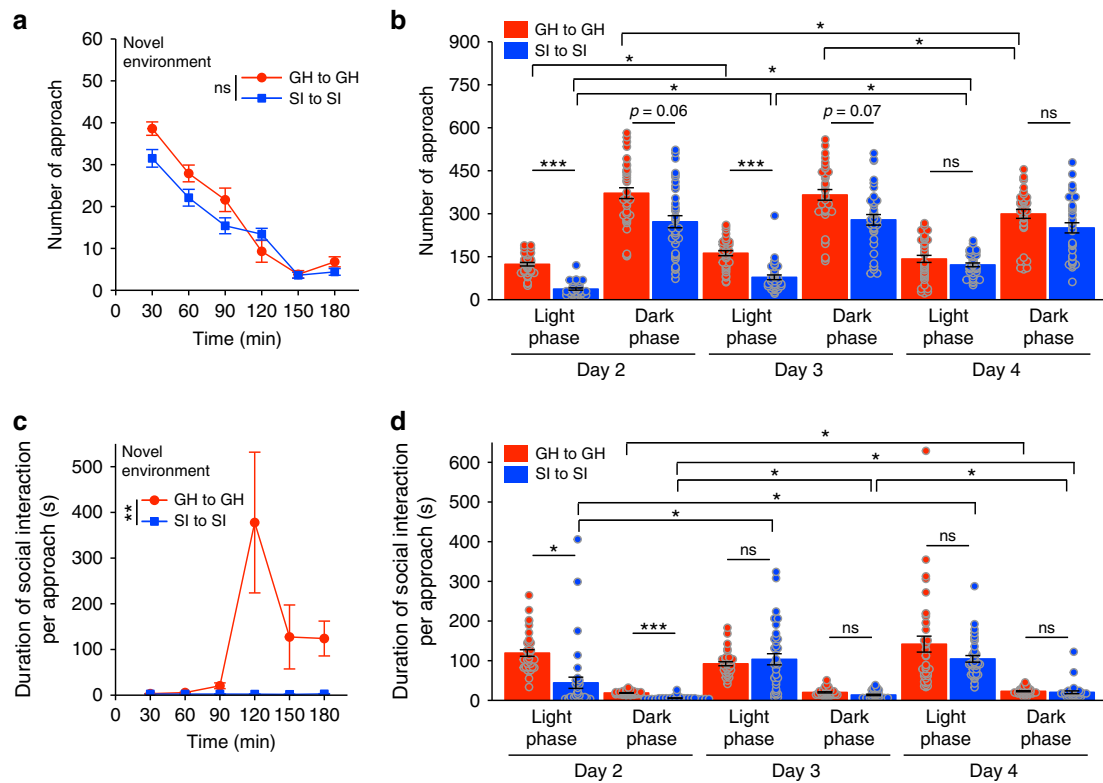 a
Novel
environment
GH to GH
SI to SI
ns
Number of approach
60
50
40
30
20
10
0
0 30 60 90 120 150 180
Time (min)
b
GH to GH
SI to SI
Number of approach
900
750
600
450
300
150
0
*
*
*
*
*
*
p = 0.06
p = 0.07
ns
***
***
ns
Light
phase
Dark
phase
Light
phase
Dark
phase
Light
phase
Dark
phase
Day 2
Day 3
Day 4
c
Novel
environment
GH to GH
SI to SI
**
Duration of social interaction
per approach (s)
500
400
300
200
100
0
0 30 60 90 120 150 180
Time (min)
d
GH to GH
SI to SI
Duration of social interaction
per approach (s)
600
500
400
300
200
100
0
*
*
*
*
*
*
*
***
ns
ns
ns
ns
Light
phase
Dark
phase
Light
phase
Dark
phase
Light
phase
Dark
phase
Day 2
Day 3
Day 4